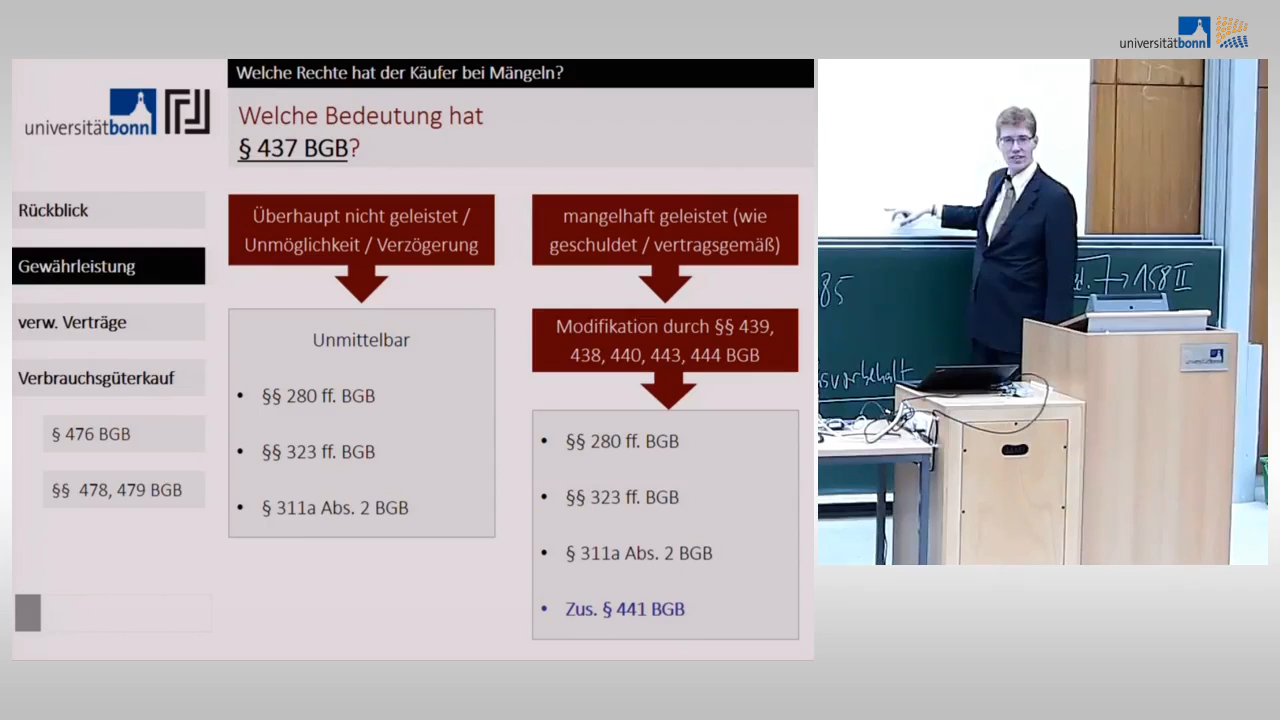 universitätbonn
Welche Rechte hat der Käufer bei Mängeln?
universitätbonn
Welche Bedeutung hat
§ 437 BGB?
Rückblick
Gewährleistung
verw. Verträge
Verbrauchsgüterkauf
§ 476 BGB
§§ 478, 479 BGB
Überhaupt nicht geleistet /
Unmöglichkeit / Verzögerung
Unmittelbar
• §§ 280 ff. BGB
• §§ 323 ff. BGB
• § 311a Abs. 2 BGB
mangelhaft geleistet (wie
geschuldet / vertragsgemäß)
Modifikation durch §§ 439,
438, 440, 443, 444 BGB
• §§ 280 ff. BGB
• §§ 323 ff. BGB
• § 311a Abs. 2 BGB
• Zus. § 441 BGB
85
→ 158 II